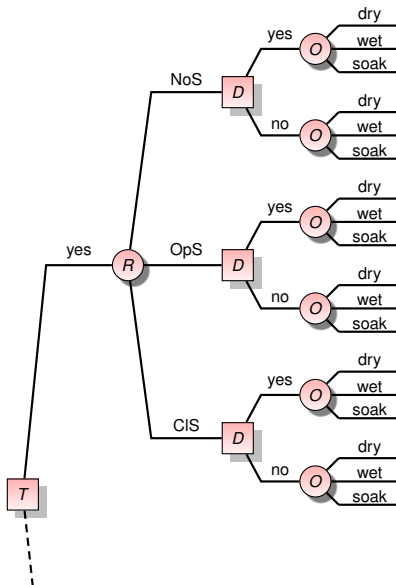 dry
yes
O
wet
soak
NoS
D
dry
no
O
wet
soak
dry
yes
O
wet
soak
yes
R
OpS
D
dry
no
O
wet
soak
dry
yes
O
wet
soak
ClS
D
dry
no
O
wet
soak
T